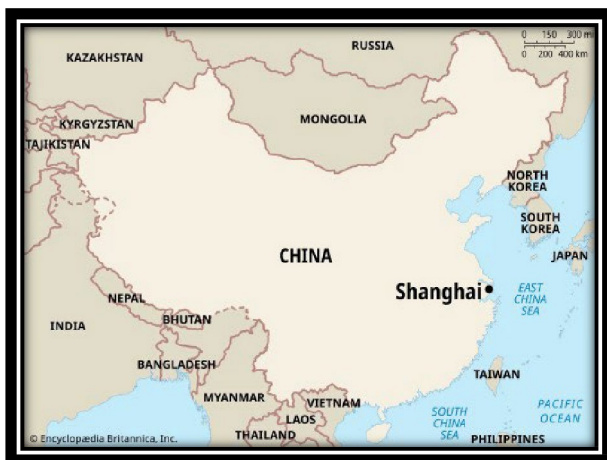 0 150 300 mi
0 200 400 km
RUSSIA
KAZAKHSTAN
MONGOLIA
KYRGYZSTAN
TAJIKISTAN
NORTH
KOREA
SOUTH
KOREA
JAPAN
CHINA
Shanghai
EAST
CHINA
SEA
NEPAL
BHUTAN
INDIA
BANGLADESH
TAIWAN
MYANMAR
VIETNAM
LAOS
THAILAND
SOUTH
CHINA
SEA
PACIFIC
OCEAN
PHILIPPINES
© Encyclopædia Britannica, Inc.